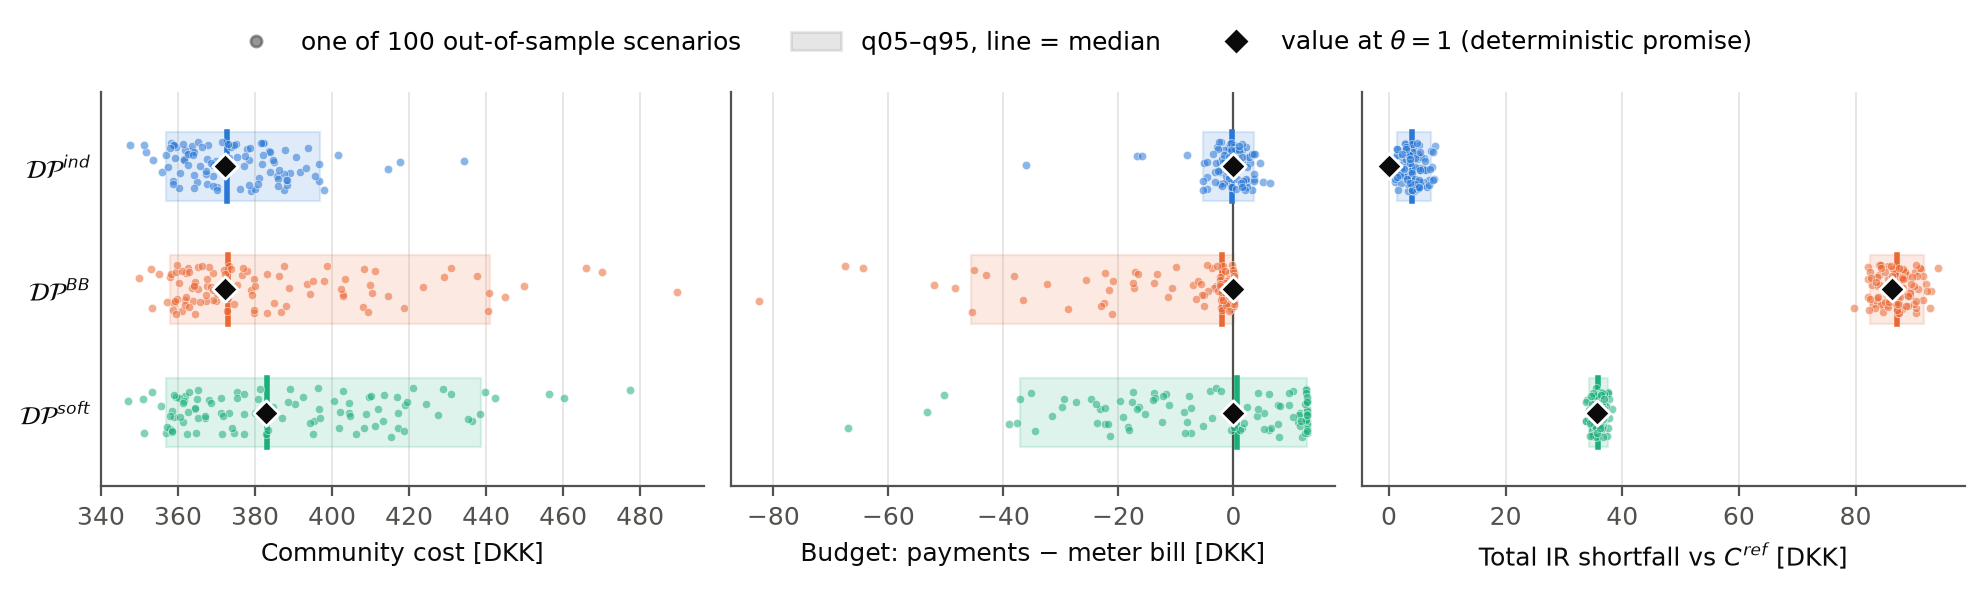 one of 100 out-of-sample scenarios
q05–q95, line = median
value at θ = 1 (deterministic promise)
𝒟𝒫^ind
𝒟𝒫^BB
𝒟𝒫^soft
340 360 380 400 420 440 460 480
Community cost [DKK]
−80 −60 −40 −20 0
Budget: payments − meter bill [DKK]
0 20 40 60 80
Total IR shortfall vs C^ref [DKK]